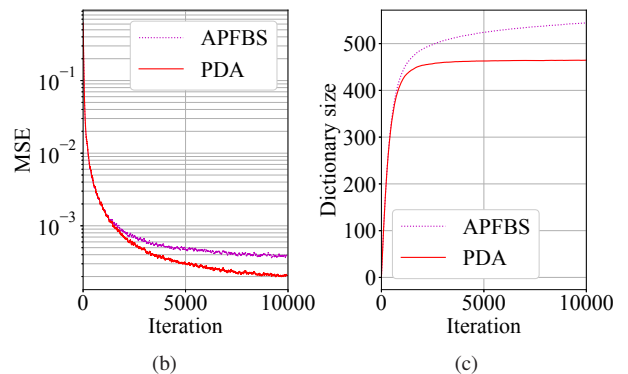 APFBS
PDA
10⁻¹
10⁻²
10⁻³
MSE
0
5000
10000
Iteration
(b)
500
400
300
200
100
0
Dictionary size
APFBS
PDA
0
5000
10000
Iteration
(c)